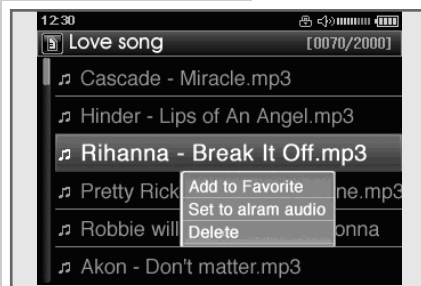 12:30
Love song [0070/2000]
Cascade - Miracle.mp3
Hinder - Lips of An Angel.mp3
Rihanna - Break It Off.mp3
Pretty Rick ne.mp3
Add to Favorite
Set to alram audio
Robbie will onna
Delete
Akon - Don't matter.mp3